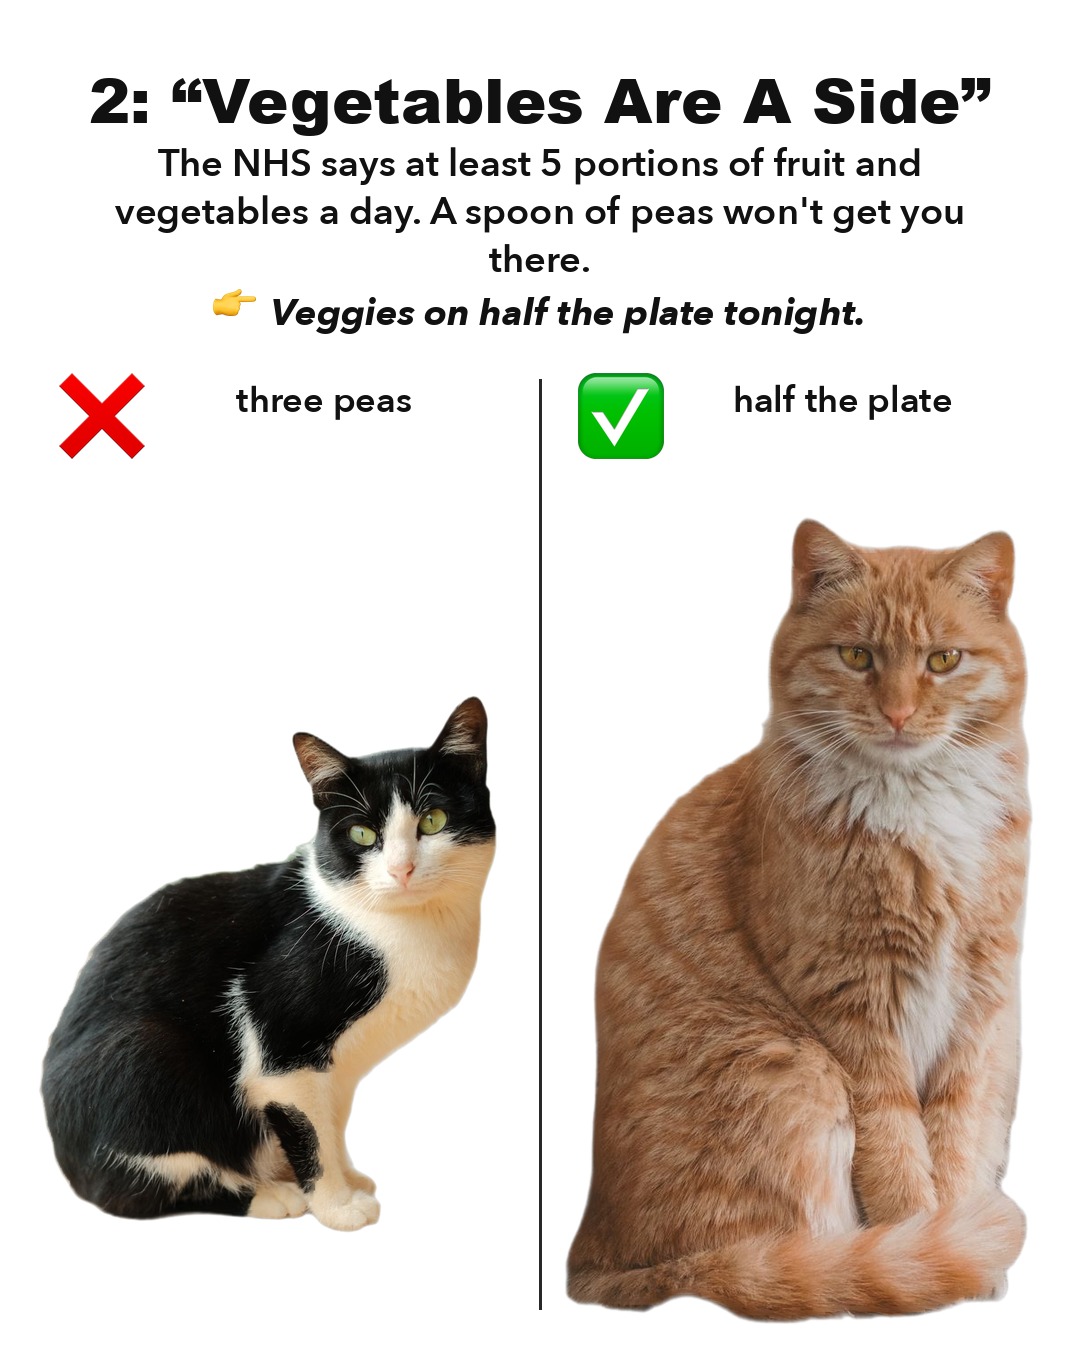 2: “Vegetables Are A Side”
The NHS says at least 5 portions of fruit and
vegetables a day. A spoon of peas won't get you
there.
👉 Veggies on half the plate tonight.
❌ three peas
✅ half the plate